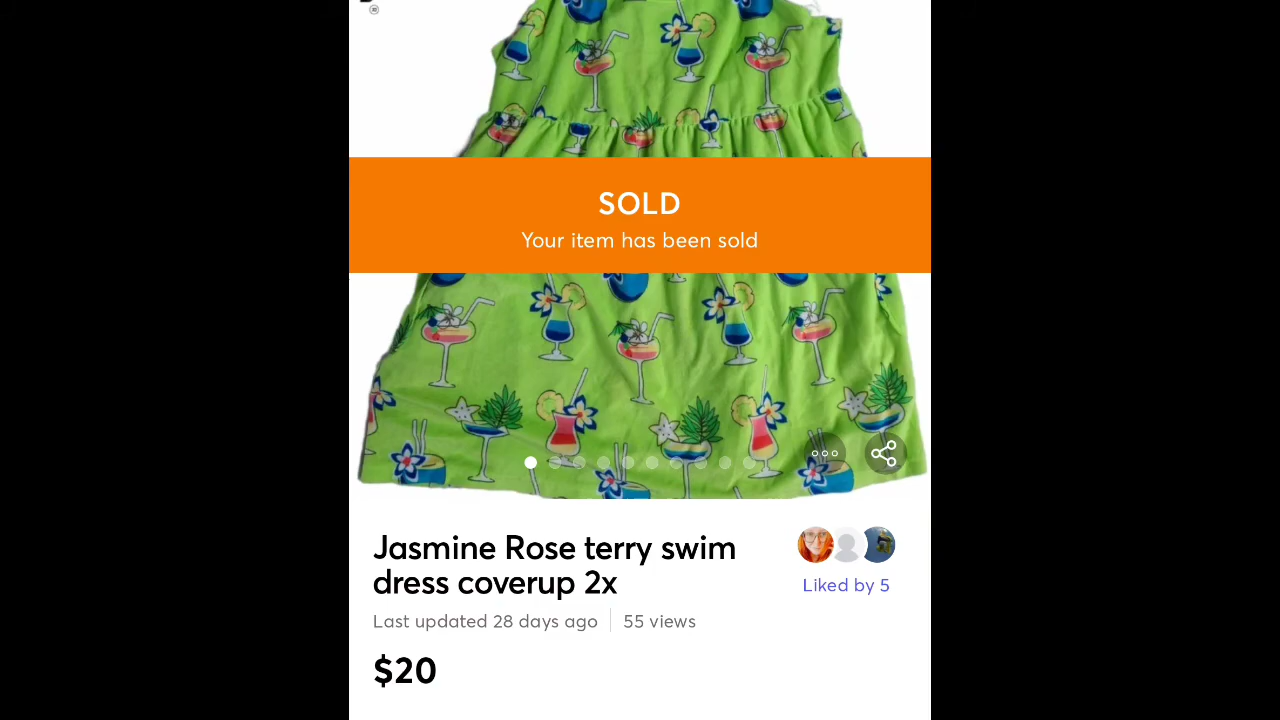 SOLD
Your item has been sold
Jasmine Rose terry swim
dress coverup 2x
Liked by 5
Last updated 28 days ago
55 views
$20